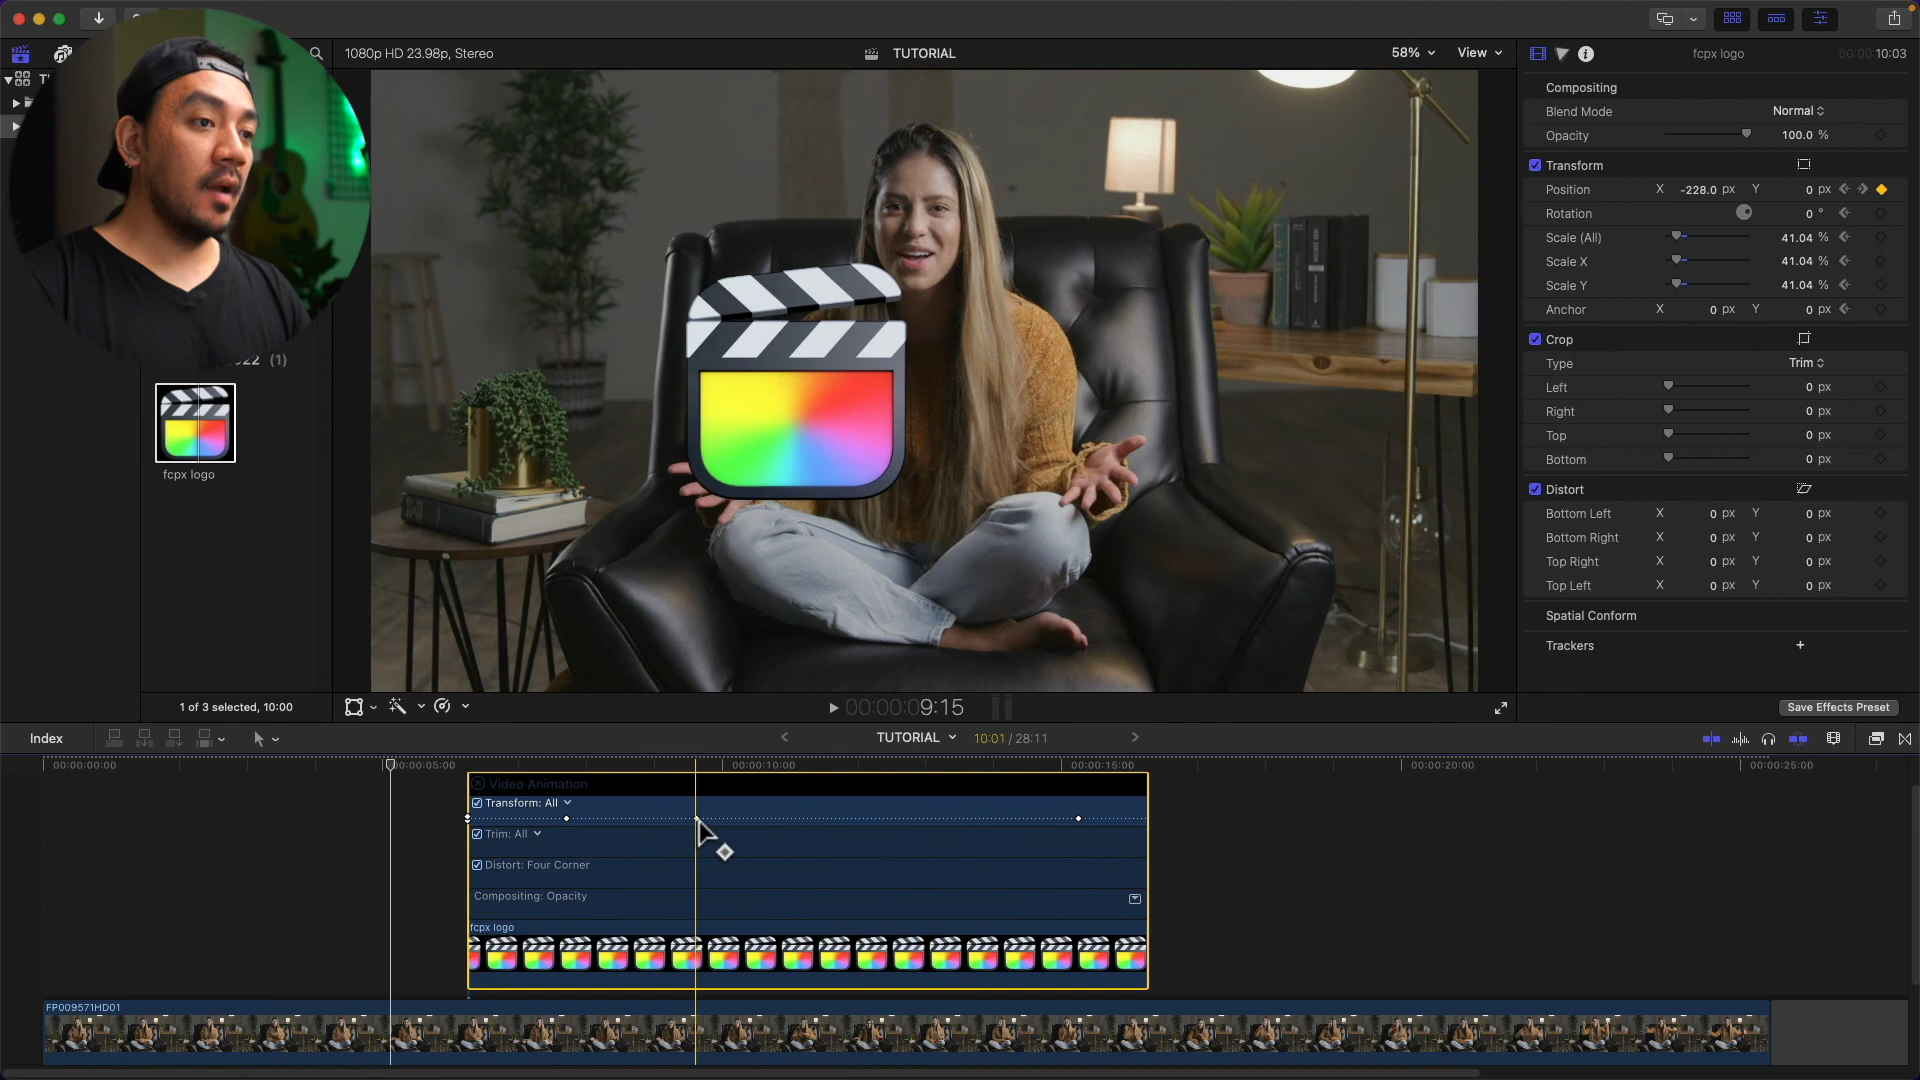 1080p HD 23.98p, Stereo
TUTORIAL
58%
View
fcpx logo
00:00:10:03
Compositing
Blend Mode
Normal
Opacity
100.0 %
Transform
Position
X
-228.0 px
Y
0 px
Rotation
0 °
Scale (All)
41.04 %
Scale X
41.04 %
Scale Y
41.04 %
Anchor
X
0 px
Y
0 px
Crop
Type
Trim
Left
0 px
Right
0 px
Top
0 px
Bottom
0 px
Distort
Bottom Left
X
0 px
Y
0 px
Bottom Right
X
0 px
Y
0 px
Top Right
X
0 px
Y
0 px
Top Left
X
0 px
Y
0 px
Spatial Conform
Trackers
Save Effects Preset
(1)
fcpx logo
1 of 3 selected, 10:00
00:00:09:15
Index
TUTORIAL
10:01 / 28:11
00:00:00:00
00:00:05:00
00:00:10:00
00:00:15:00
00:00:20:00
00:00:25:00
Video Animation
Transform: All
Trim: All
Distort: Four Corner
Compositing: Opacity
fcpx logo
FP009571HD01